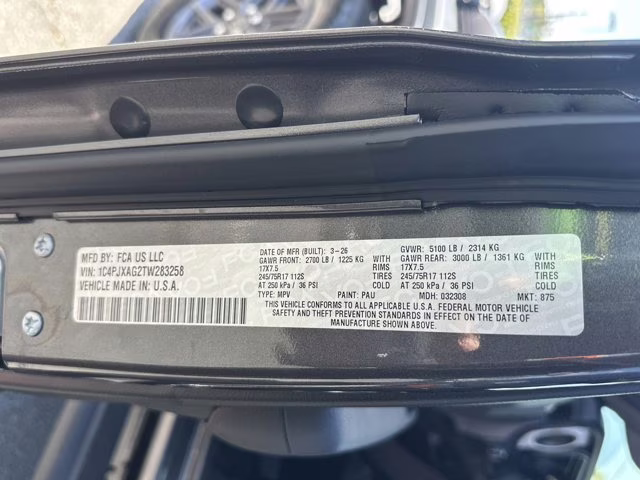 MFD BY: FCA US LLC
VIN: 1C4PJXAG2TW283258
VEHICLE MADE IN: U.S.A.
DATE OF MFR (BUILT): 3-26 GVWR: 5100 LB / 2314 KG
GAWR FRONT: 2700 LB / 1225 KG GAWR REAR: 3000 LB / 1361 KG
17X7.5 RIMS 17X7.5 RIMS
245/75R17 112S TIRES 245/75R17 112S TIRES
AT 250 kPa / 36 PSI COLD AT 250 kPa / 36 PSI COLD
TYPE: MPV PAINT: PAU MDH: 032308 MKT: 875
THIS VEHICLE CONFORMS TO ALL APPLICABLE U.S.A. FEDERAL MOTOR VEHICLE
SAFETY AND THEFT PREVENTION STANDARDS IN EFFECT ON THE DATE OF
MANUFACTURE SHOWN ABOVE.